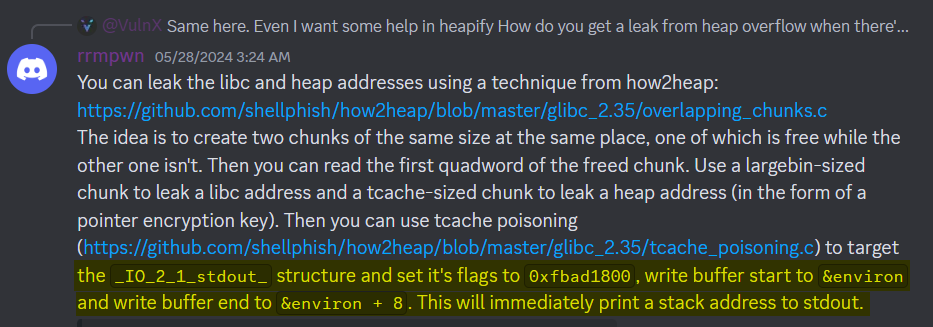 @VulnX Same here. Even I want some help in heapify How do you get a leak from heap overflow when there'...
rrmpwn 05/28/2024 3:24 AM
You can leak the libc and heap addresses using a technique from how2heap:
https://github.com/shellphish/how2heap/blob/master/glibc_2.35/overlapping_chunks.c
The idea is to create two chunks of the same size at the same place, one of which is free while the
other one isn't. Then you can read the first quadword of the freed chunk. Use a largebin-sized
chunk to leak a libc address and a tcache-sized chunk to leak a heap address (in the form of a
pointer encryption key). Then you can use tcache poisoning
(https://github.com/shellphish/how2heap/blob/master/glibc_2.35/tcache_poisoning.c) to target
the _IO_2_1_stdout_ structure and set it's flags to 0xfbad1800, write buffer start to &environ
and write buffer end to &environ + 8. This will immediately print a stack address to stdout.